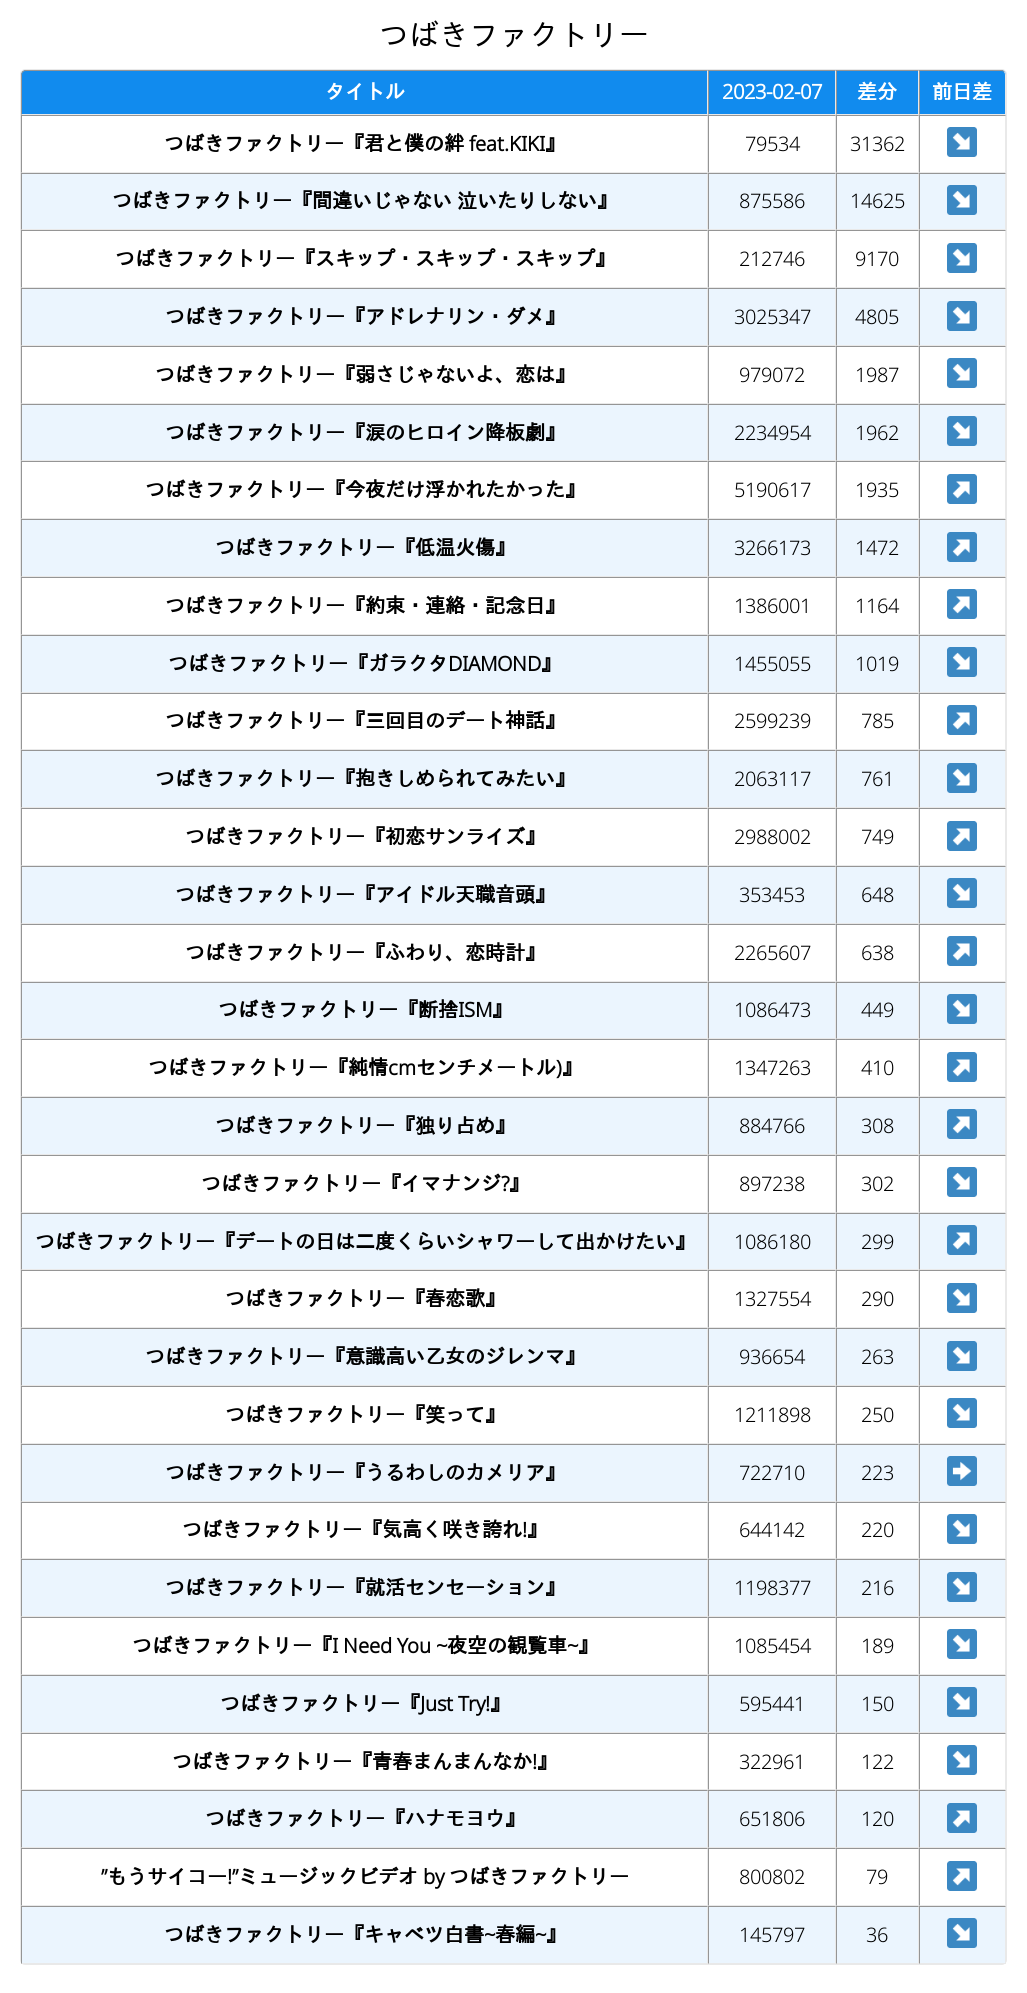 つばきファクトリー
タイトル 2023-02-07 差分 前日差
つばきファクトリー『君と僕の絆 feat.KIKI』 79534 31362 ↘
つばきファクトリー『間違いじゃない 泣いたりしない』 875586 14625 ↘
つばきファクトリー『スキップ・スキップ・スキップ』 212746 9170 ↘
つばきファクトリー『アドレナリン・ダメ』 3025347 4805 ↘
つばきファクトリー『弱さじゃないよ、恋は』 979072 1987 ↘
つばきファクトリー『涙のヒロイン降板劇』 2234954 1962 ↘
つばきファクトリー『今夜だけ浮かれたかった』 5190617 1935 ↗
つばきファクトリー『低温火傷』 3266173 1472 ↗
つばきファクトリー『約束・連絡・記念日』 1386001 1164 ↗
つばきファクトリー『ガラクタDIAMOND』 1455055 1019 ↘
つばきファクトリー『三回目のデート神話』 2599239 785 ↗
つばきファクトリー『抱きしめられてみたい』 2063117 761 ↘
つばきファクトリー『初恋サンライズ』 2988002 749 ↗
つばきファクトリー『アイドル天職音頭』 353453 648 ↘
つばきファクトリー『ふわり、恋時計』 2265607 638 ↗
つばきファクトリー『断捨ISM』 1086473 449 ↘
つばきファクトリー『純情cmセンチメートル)』 1347263 410 ↗
つばきファクトリー『独り占め』 884766 308 ↗
つばきファクトリー『イマナンジ?』 897238 302 ↘
つばきファクトリー『デートの日は二度くらいシャワーして出かけたい』 1086180 299 ↗
つばきファクトリー『春恋歌』 1327554 290 ↘
つばきファクトリー『意識高い乙女のジレンマ』 936654 263 ↘
つばきファクトリー『笑って』 1211898 250 ↘
つばきファクトリー『うるわしのカメリア』 722710 223 →
つばきファクトリー『気高く咲き誇れ!』 644142 220 ↘
つばきファクトリー『就活センセーション』 1198377 216 ↘
つばきファクトリー『I Need You ~夜空の観覧車~』 1085454 189 ↘
つばきファクトリー『Just Try!』 595441 150 ↘
つばきファクトリー『青春まんまんなか!』 322961 122 ↘
つばきファクトリー『ハナモヨウ』 651806 120 ↗
”もうサイコー!”ミュージックビデオ by つばきファクトリー 800802 79 ↗
つばきファクトリー『キャベツ白書~春編~』 145797 36 ↘